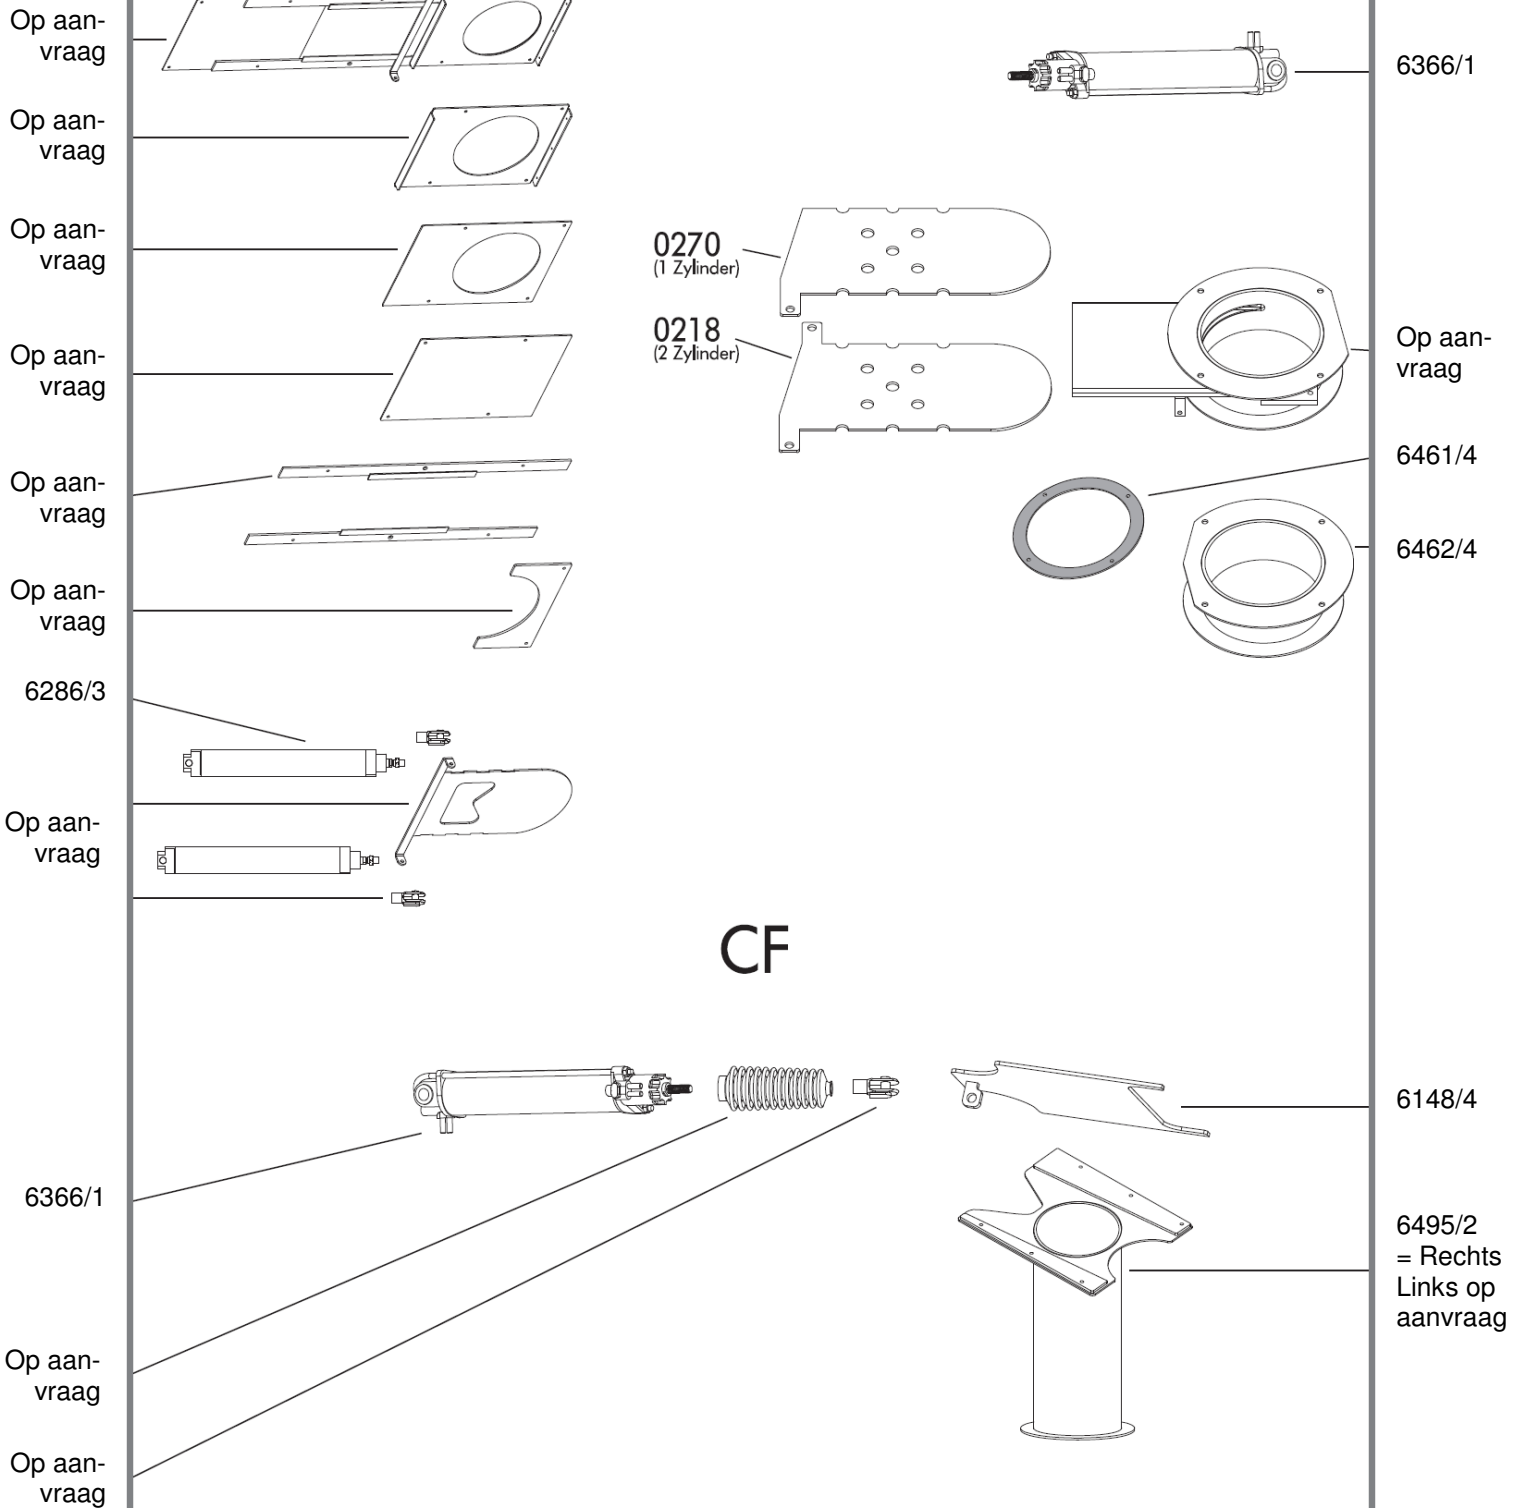 Op aan-
vraag
Op aan-
vraag
Op aan-
vraag
Op aan-
vraag
Op aan-
vraag
Op aan-
vraag
6286/3
Op aan-
vraag
0270
(1 Zylinder)
0218
(2 Zylinder)
6366/1
Op aan-
vraag
6461/4
6462/4
CF
6366/1
Op aan-
vraag
Op aan-
vraag
6148/4
6495/2
= Rechts
Links op
aanvraag